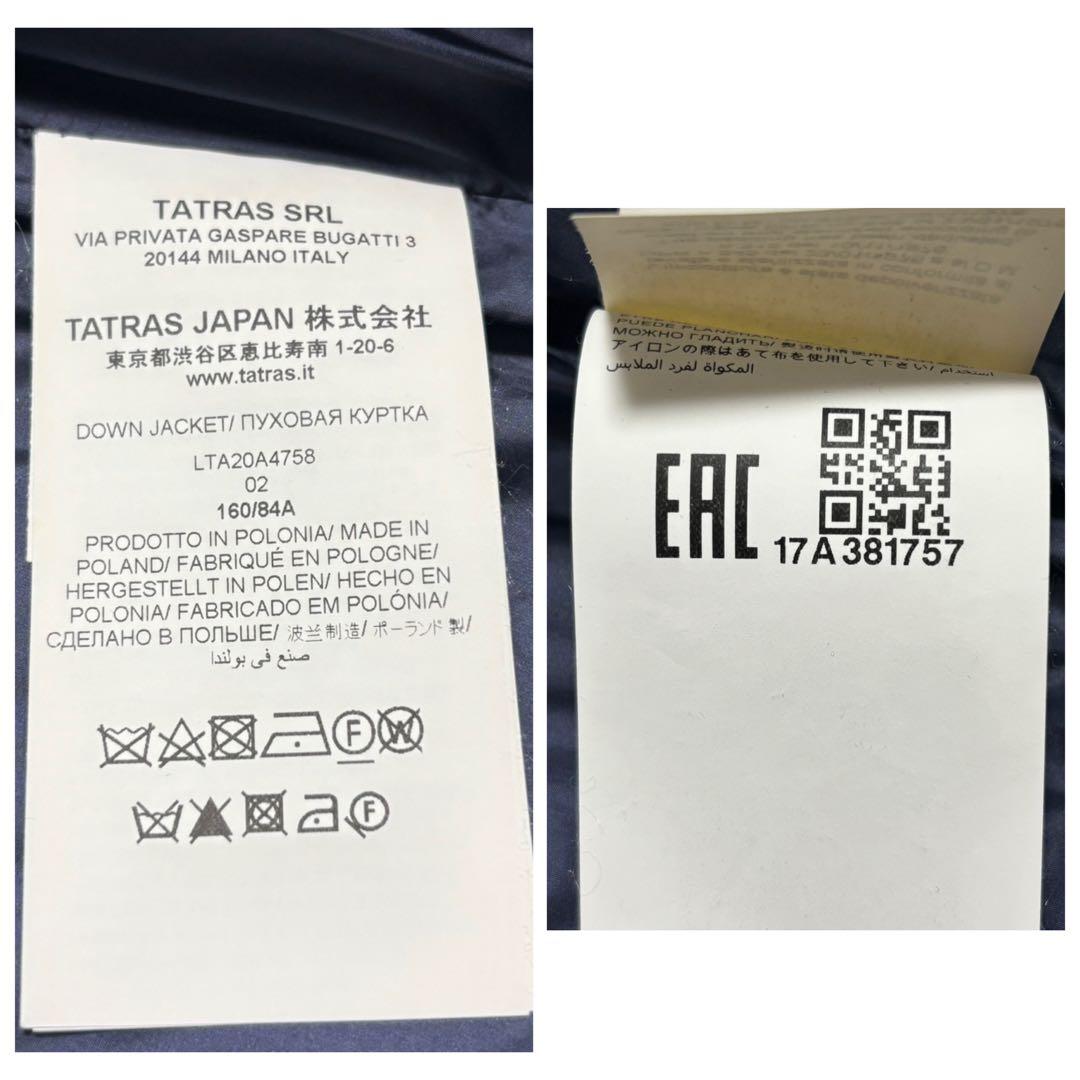 TATRAS SRL
VIA PRIVATA GASPARE BUGATTI 3
20144 MILANO ITALY
TATRAS JAPAN 株式会社
東京都渋谷区恵比寿南 1-20-6
www.tatras.it
DOWN JACKET/ ПУХОВАЯ КУРТКА
LTA20A4758
02
160/84A
PRODOTTO IN POLONIA/ MADE IN
POLAND/ FABRIQUÉ EN POLOGNE/
HERGESTELLT IN POLEN/ HECHO EN
POLONIA/ FABRICADO EM POLÓNIA/
СДЕЛАНО В ПОЛЬШЕ/ 波兰制造/ ポーランド製/
صنع في بولندا
F W
F
PUEDE PLANCHA
МОЖНО ГЛАДИТЬ/
アイロンの際はあて布を使用して下さい/ استخدام
المكواة لفرد الملابس
EAC
17A381757